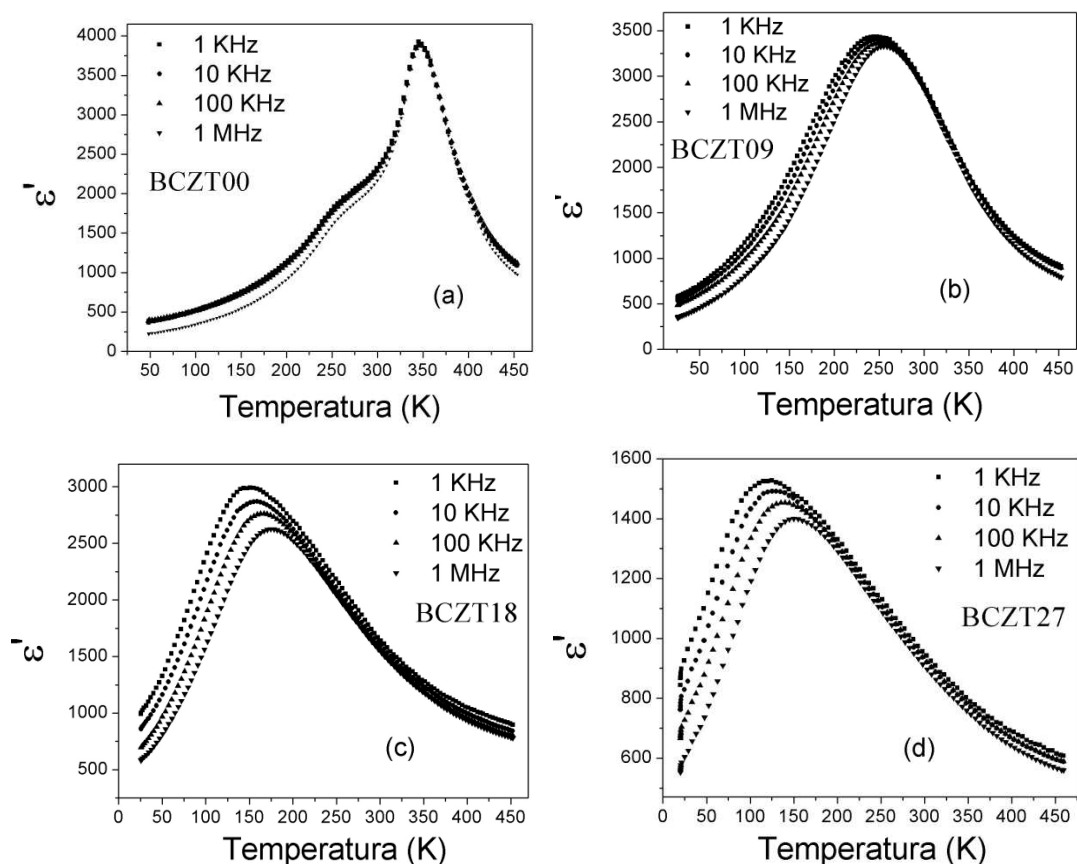 4000
3500
3000
2500
2000
1500
1000
500
0
ε'
1 KHz
10 KHz
100 KHz
1 MHz
BCZT00
(a)
50 100 150 200 250 300 350 400 450
Temperatura (K)
3500
3000
2500
2000
1500
1000
500
0
ε'
1 KHz
10 KHz
100 KHz
1 MHz
BCZT09
(b)
50 100 150 200 250 300 350 400 450
Temperatura (K)
3000
2500
2000
1500
1000
500
ε'
1 KHz
10 KHz
100 KHz
1 MHz
BCZT18
(c)
0 50 100 150 200 250 300 350 400 450
Temperatura (K)
1600
1400
1200
1000
800
600
ε'
1 KHz
10 KHz
100 KHz
1 MHz
BCZT27
(d)
0 50 100 150 200 250 300 350 400 450
Temperatura (K)